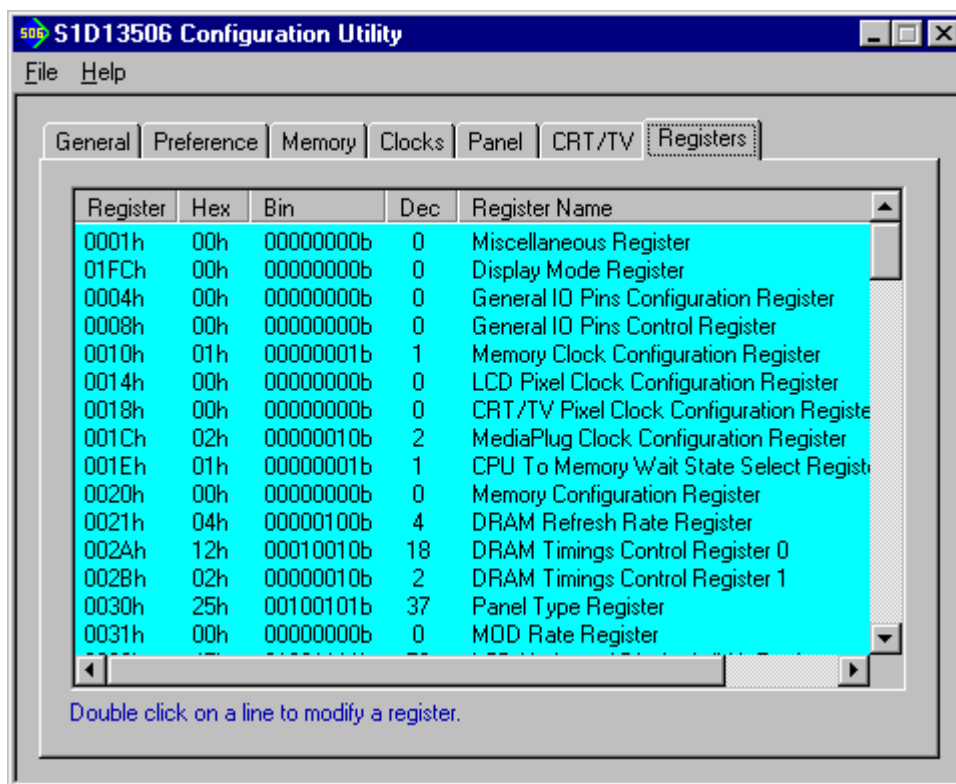 506 S1D13506 Configuration Utility
File Help
General Preference Memory Clocks Panel CRT/TV Registers
Register Hex Bin Dec Register Name
0001h 00h 00000000b 0 Miscellaneous Register
01FCh 00h 00000000b 0 Display Mode Register
0004h 00h 00000000b 0 General IO Pins Configuration Register
0008h 00h 00000000b 0 General IO Pins Control Register
0010h 01h 00000001b 1 Memory Clock Configuration Register
0014h 00h 00000000b 0 LCD Pixel Clock Configuration Register
0018h 00h 00000000b 0 CRT/TV Pixel Clock Configuration Registe
001Ch 02h 00000010b 2 MediaPlug Clock Configuration Register
001Eh 01h 00000001b 1 CPU To Memory Wait State Select Regist
0020h 00h 00000000b 0 Memory Configuration Register
0021h 04h 00000100b 4 DRAM Refresh Rate Register
002Ah 12h 00010010b 18 DRAM Timings Control Register 0
002Bh 02h 00000010b 2 DRAM Timings Control Register 1
0030h 25h 00100101b 37 Panel Type Register
0031h 00h 00000000b 0 MOD Rate Register
Double click on a line to modify a register.